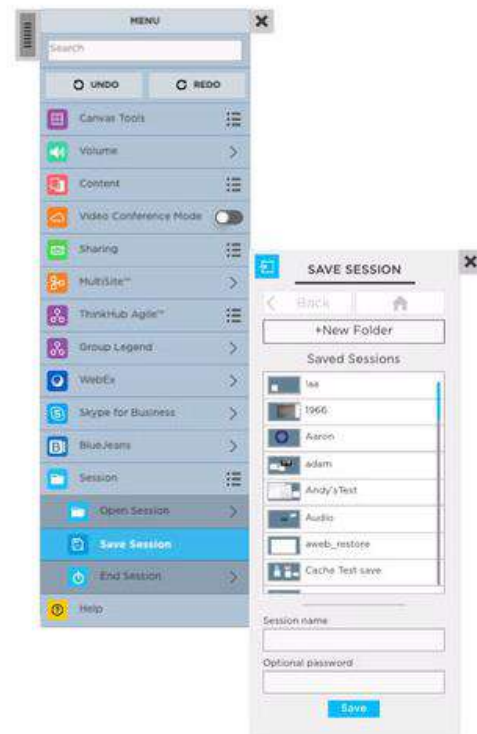 MENU
Search
UNDO
REDO
Canvas Tools
Volume
Content
Video Conference Mode
Sharing
MultiSite™
ThinkHub Agile™
Group Legend
WebEx
Skype for Business
BlueJeans
Session
Open Session
Save Session
End Session
Help
SAVE SESSION
Back
+New Folder
Saved Sessions
1966
Aaron
adam
Andy'sTest
Audio
aweb_restore
Cache Test save
Session name
Optional password
Save